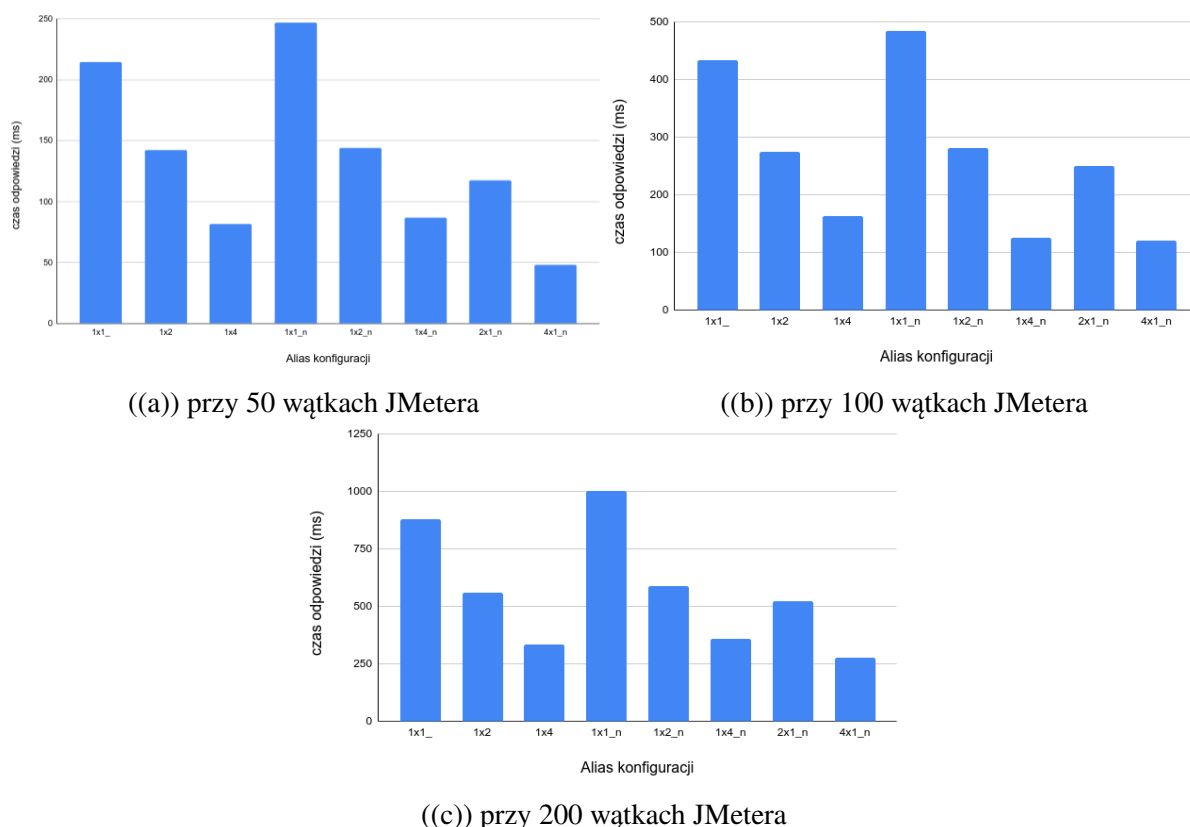 250
200
150
100
50
0
czas odpowiedzi (ms)
1x1_ 1x2 1x4 1x1_n 1x2_n 1x4_n 2x1_n 4x1_n
Alias konfiguracji
((a)) przy 50 wątkach JMetera
500
400
300
200
100
0
czas odpowiedzi (ms)
1x1_ 1x2 1x4 1x1_n 1x2_n 1x4_n 2x1_n 4x1_n
Alias konfiguracji
((b)) przy 100 wątkach JMetera
1250
1000
750
500
250
0
czas odpowiedzi (ms)
1x1_ 1x2 1x4 1x1_n 1x2_n 1x4_n 2x1_n 4x1_n
Alias konfiguracji
((c)) przy 200 wątkach JMetera